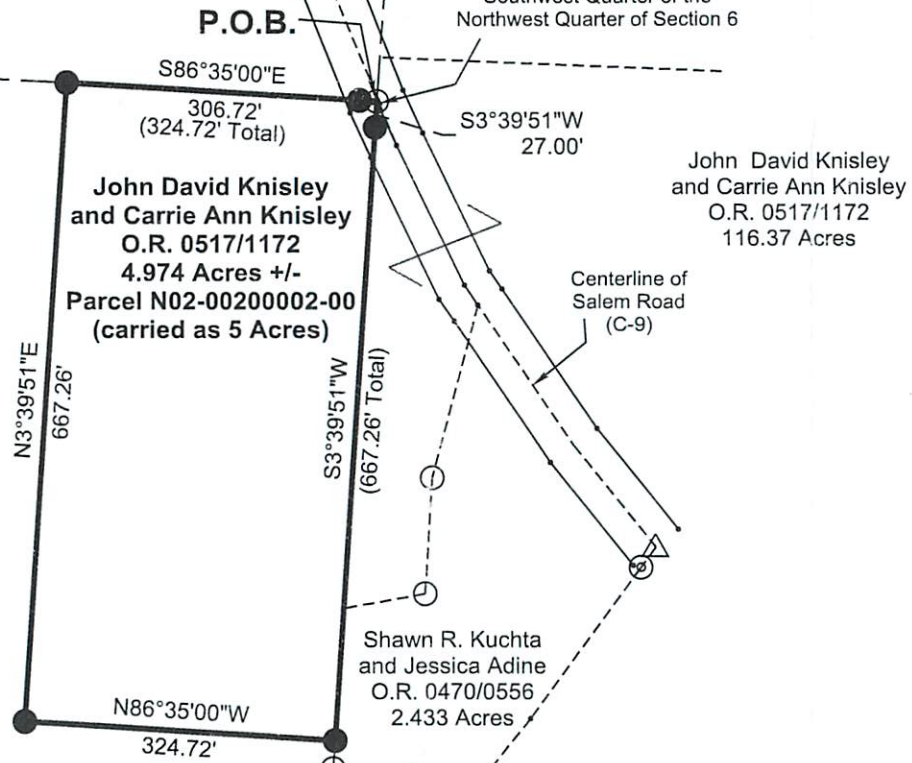 Southwest Quarter of the
Northwest Quarter of Section 6
P.O.B.
S86°35'00"E
306.72'
(324.72' Total)
S3°39'51"W
27.00'
John David Knisley
and Carrie Ann Knisley
O.R. 0517/1172
116.37 Acres
John David Knisley
and Carrie Ann Knisley
O.R. 0517/1172
4.974 Acres +/-
Parcel N02-00200002-00
(carried as 5 Acres)
Centerline of
Salem Road
(C-9)
N3°39'51"E
667.26'
S3°39'51"W
(667.26' Total)
Shawn R. Kuchta
and Jessica Adine
O.R. 0470/0556
2.433 Acres
N86°35'00"W
324.72'